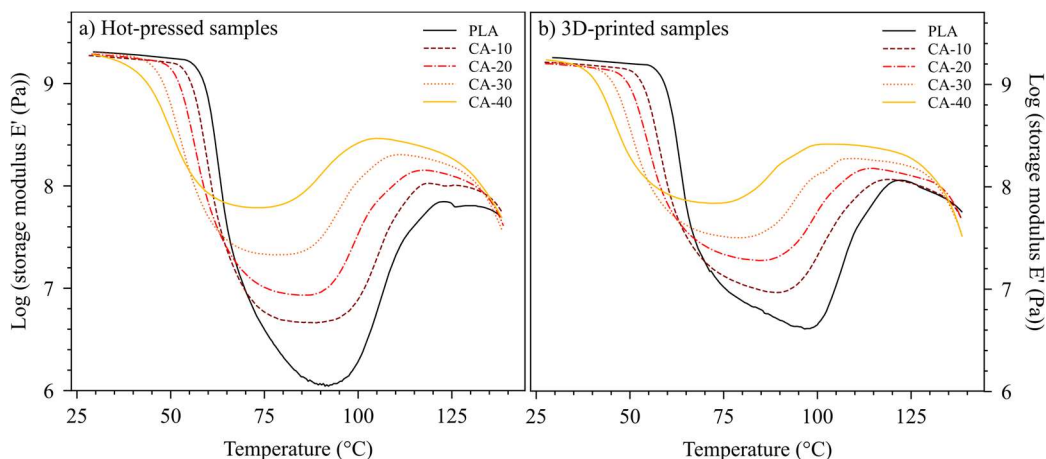 a) Hot-pressed samples
PLA
CA-10
CA-20
CA-30
CA-40
Log (storage modulus E' (Pa))
9
8
7
6
25
50
75
100
125
Temperature (°C)
b) 3D-printed samples
PLA
CA-10
CA-20
CA-30
CA-40
Log (storage modulus E' (Pa))
9
8
7
6
25
50
75
100
125
Temperature (°C)